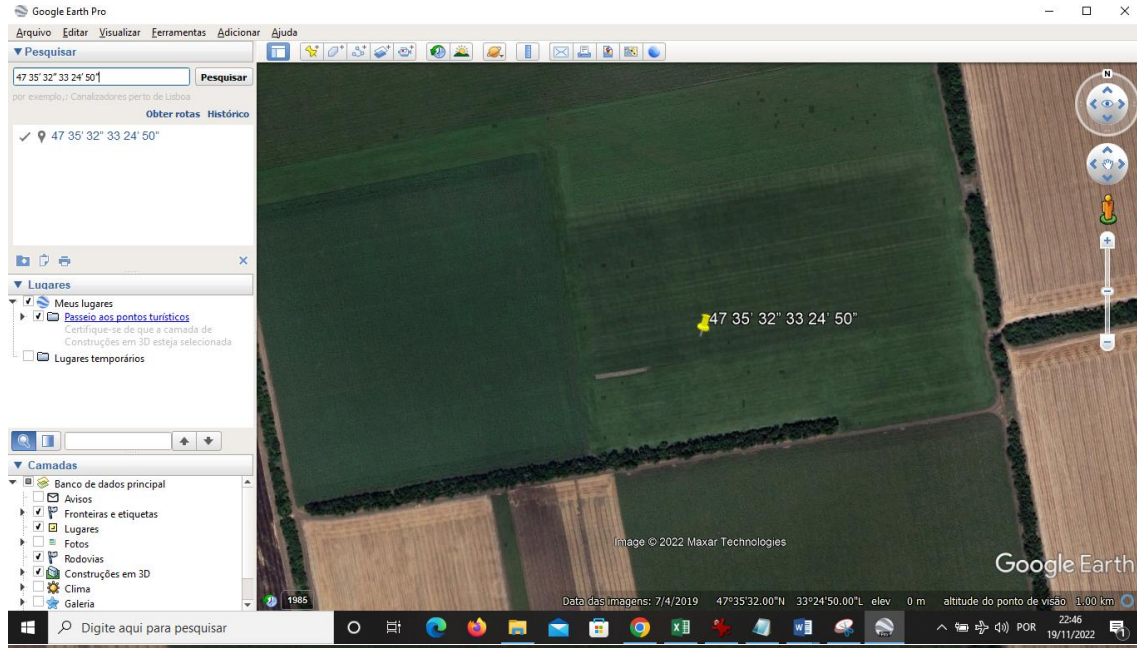 Google Earth Pro
Arquivo Editar Visualizar Ferramentas Adicionar Ajuda
Pesquisar
47 35' 32" 33 24' 50"
Pesquisar
por exemplo,: Canalizadores perto de Lisboa
Obter rotas Histórico
47 35' 32" 33 24' 50"
Lugares
Meus lugares
Passeio aos pontos turísticos
Certifique-se de que a camada de
Construções em 3D esteja selecionada
Lugares temporários
Camadas
Banco de dados principal
Avisos
Fronteiras e etiquetas
Lugares
Fotos
Rodovias
Construções em 3D
Clima
Galeria
N
47 35' 32" 33 24' 50"
Image © 2022 Maxar Technologies
Google Earth
1985
Data das imagens: 7/4/2019 47°35'32.00"N 33°24'50.00"L elev 0 m altitude do ponto de visão 1.00 km
Digite aqui para pesquisar
POR
22:46
19/11/2022
1